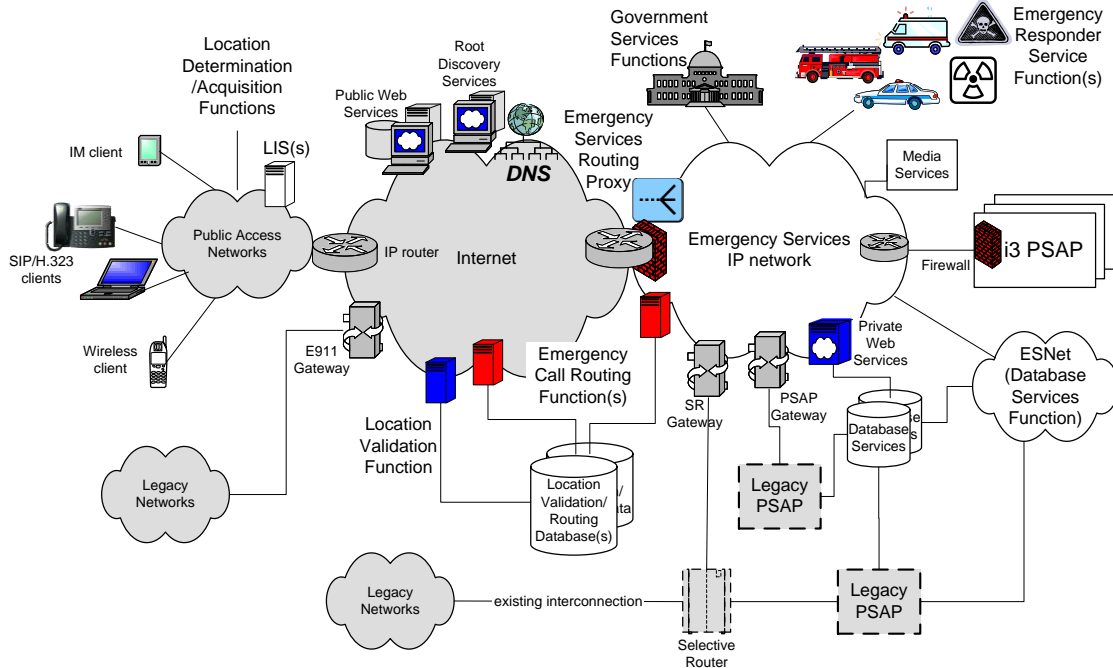 Location
Determination
/Acquisition
Functions
IM client
LIS(s)
SIP/H.323
clients
Public Access
Networks
Wireless
client
Public Web
Services
Root
Discovery
Services
DNS
IP router
Internet
E911
Gateway
Emergency
Services
Routing
Proxy
Government
Services
Functions
Emergency
Responder
Service
Function(s)
Media
Services
Emergency Services
IP network
Firewall
i3 PSAP
Private
Web
Services
ESNet
(Database
Services
Function)
Emergency
Call Routing
Function(s)
SR
Gateway
PSAP
Gateway
Database
Services
Location
Validation
Function
Location
Validation/
Routing
Database(s)
Legacy
Networks
Legacy
PSAP
Legacy
Networks
existing interconnection
Selective
Router
Legacy
PSAP